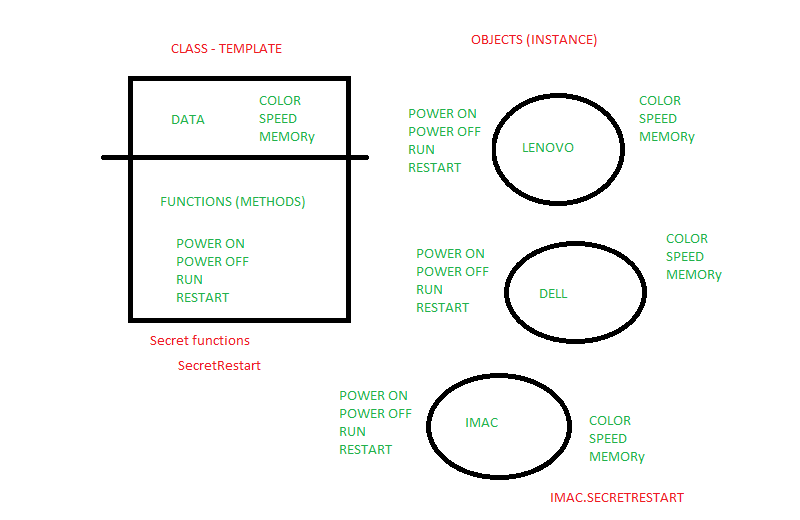 CLASS - TEMPLATE
DATA
COLOR
SPEED
MEMORy
FUNCTIONS (METHODS)
POWER ON
POWER OFF
RUN
RESTART
Secret functions
SecretRestart
OBJECTS (INSTANCE)
POWER ON
POWER OFF
RUN
RESTART
LENOVO
COLOR
SPEED
MEMORy
POWER ON
POWER OFF
RUN
RESTART
DELL
COLOR
SPEED
MEMORy
POWER ON
POWER OFF
RUN
RESTART
IMAC
COLOR
SPEED
MEMORy
IMAC.SECRETRESTART